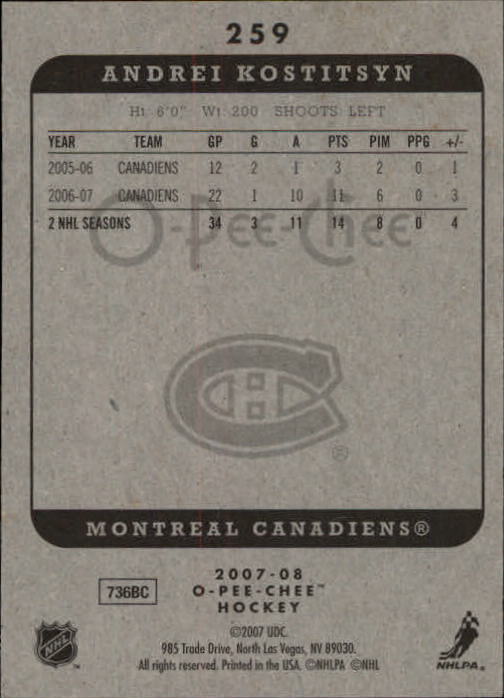 259
ANDREI KOSTITSYN
Ht: 6'0" Wt: 200 SHOOTS: LEFT
YEAR TEAM GP G A PTS PIM PPG +/-
2005-06 CANADIENS 12 2 1 3 2 0 1
2006-07 CANADIENS 22 1 10 11 6 0 3
2 NHL SEASONS 34 3 11 14 8 0 4
O-Pee-Chee
®
MONTREAL CANADIENS®
2007-08
736BC
O-PEE-CHEE™
HOCKEY
©2007 UDC.
985 Trade Drive, North Las Vegas, NV 89030.
All rights reserved. Printed in the USA. ©NHLPA ©NHL
NHL
™
NHLPA®